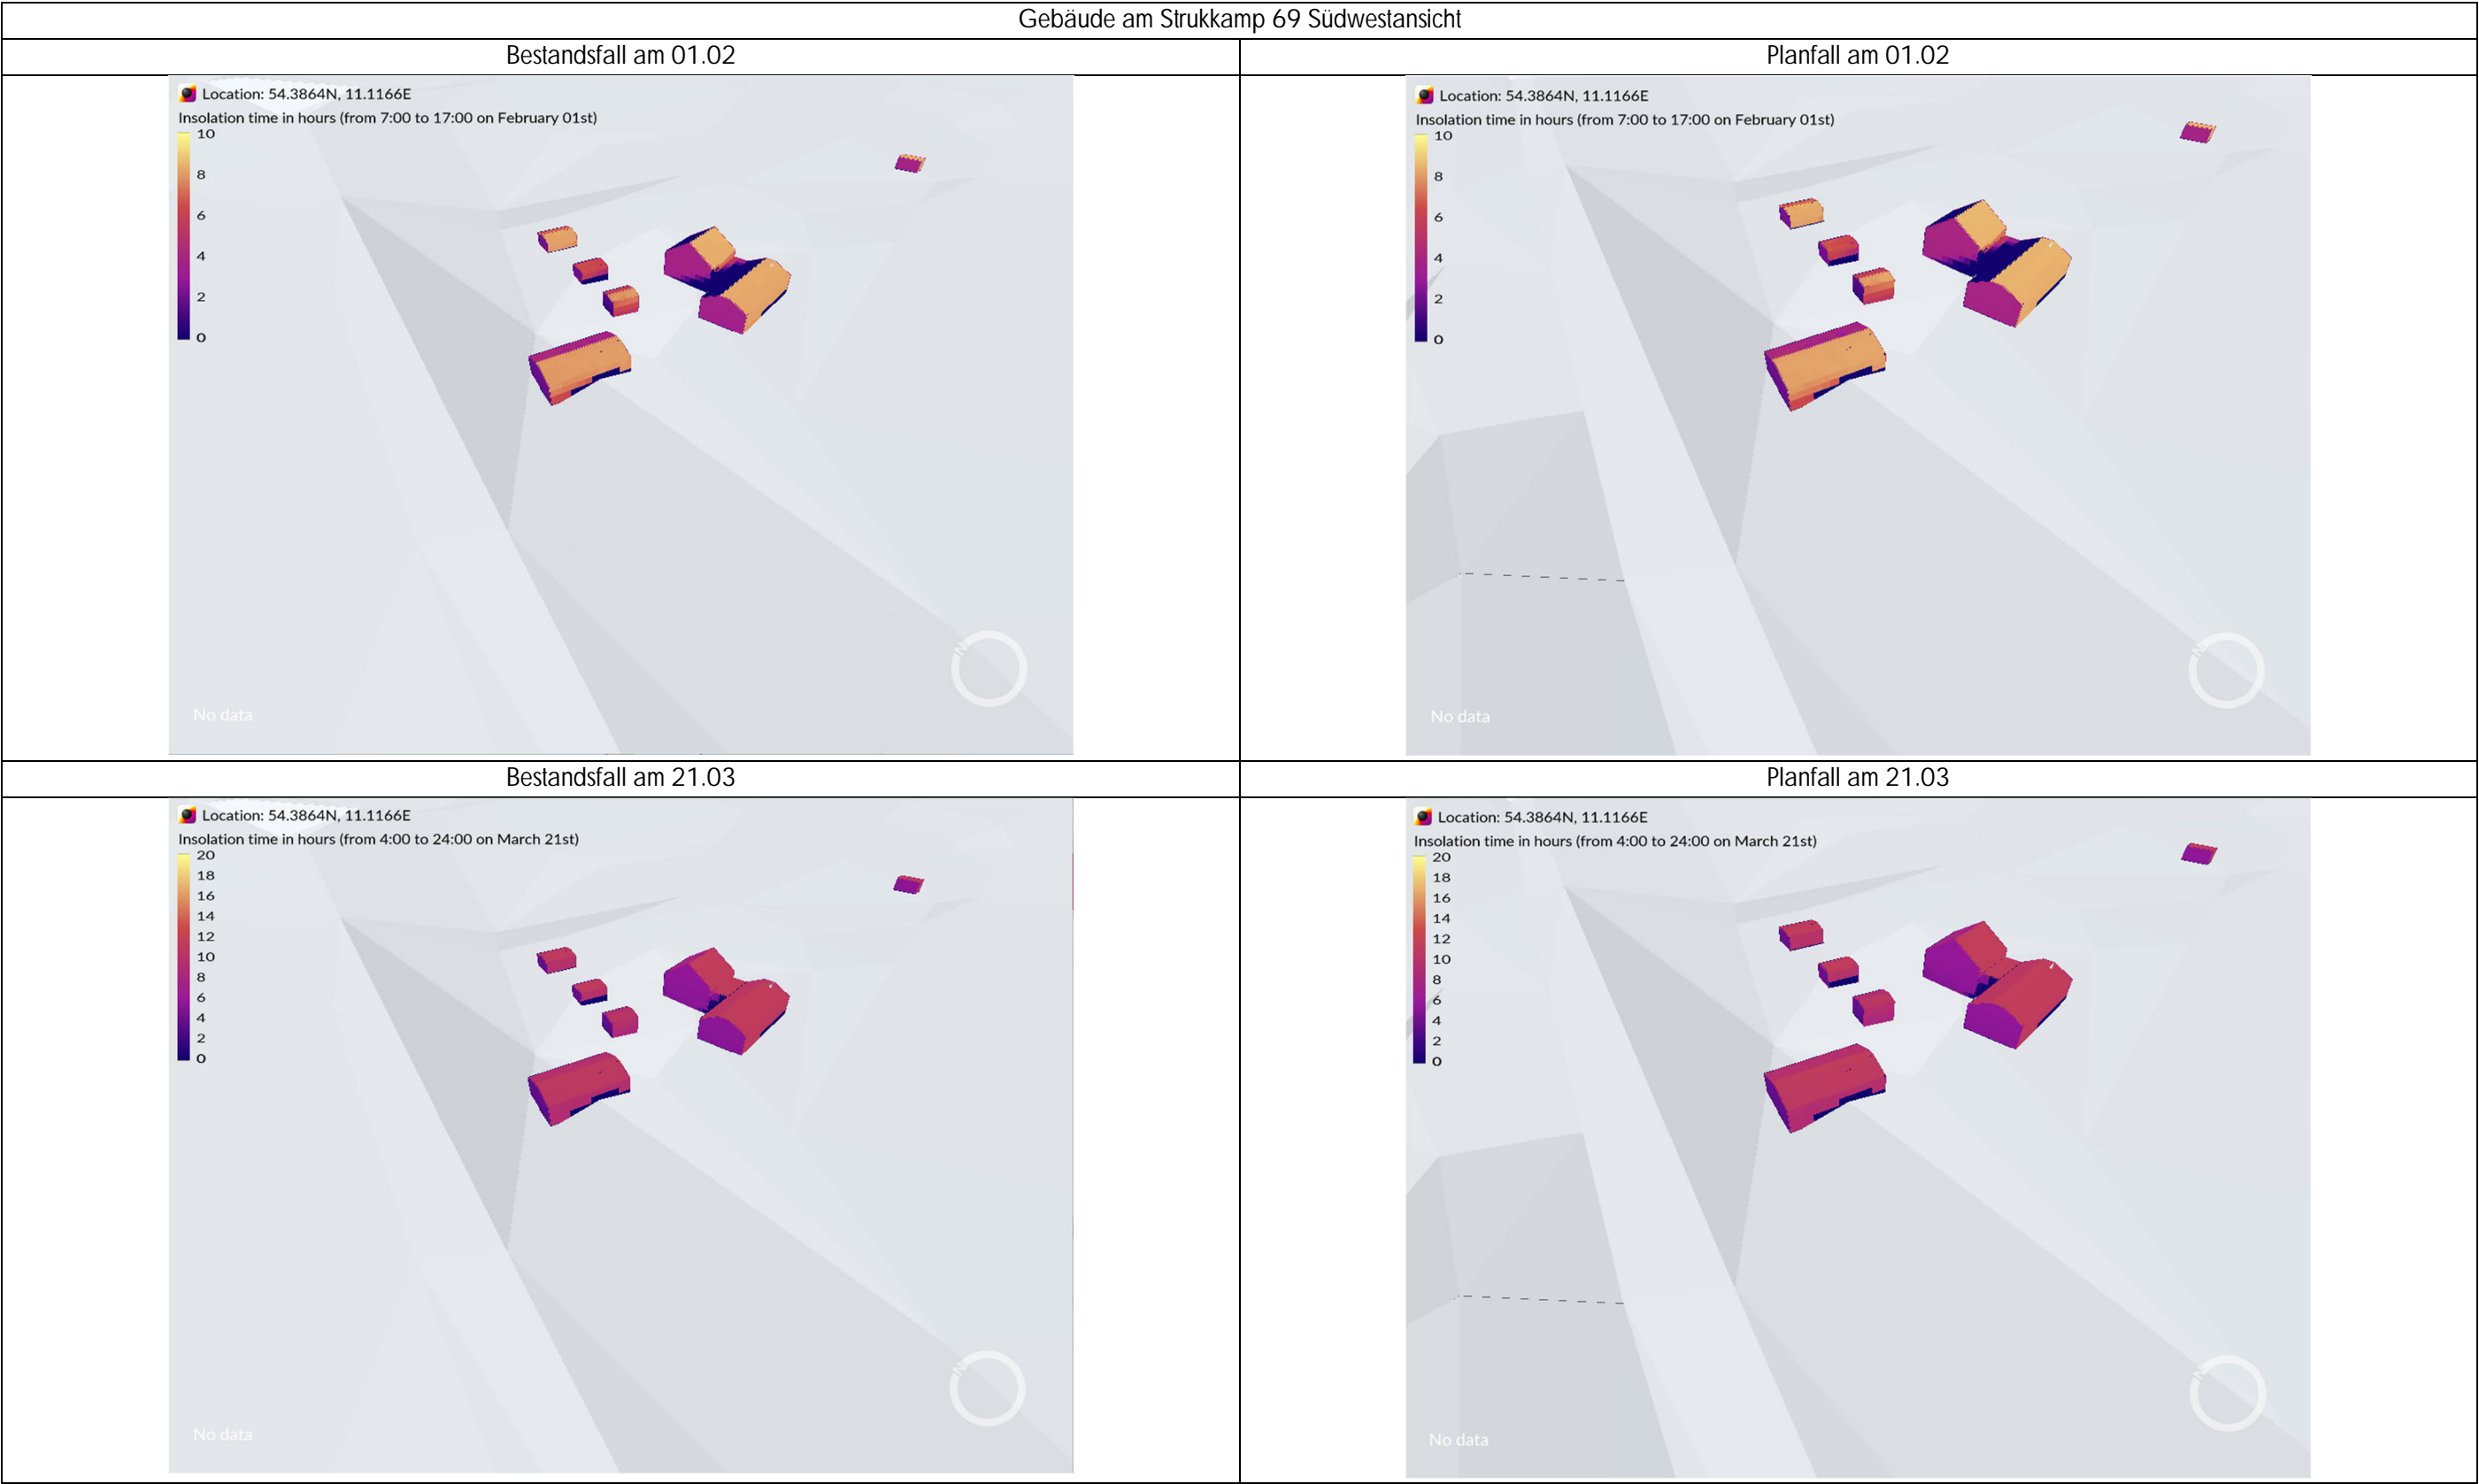 Gebäude am Strukkamp 69 Südwestansicht
Bestandsfall am 01.02
Planfall am 01.02
Location: 54.3864N, 11.1166E
Insolation time in hours (from 7:00 to 17:00 on February 01st)
10
8
6
4
2
0
N
No data
Location: 54.3864N, 11.1166E
Insolation time in hours (from 7:00 to 17:00 on February 01st)
10
8
6
4
2
0
N
No data
Bestandsfall am 21.03
Planfall am 21.03
Location: 54.3864N, 11.1166E
Insolation time in hours (from 4:00 to 24:00 on March 21st)
20
18
16
14
12
10
8
6
4
2
0
N
No data
Location: 54.3864N, 11.1166E
Insolation time in hours (from 4:00 to 24:00 on March 21st)
20
18
16
14
12
10
8
6
4
2
0
N
No data